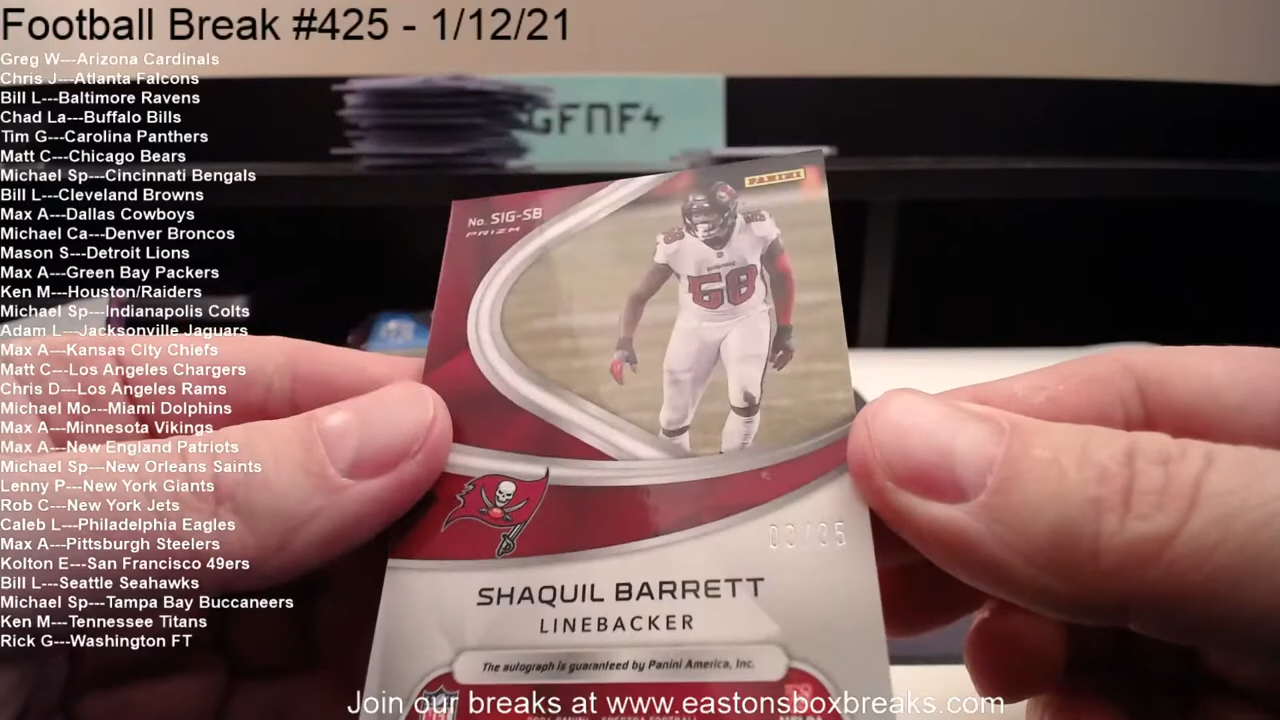 Football Break #425 - 1/12/21
Greg W---Arizona Cardinals
Chris J---Atlanta Falcons
Bill L---Baltimore Ravens
Chad La---Buffalo Bills
Tim G---Carolina Panthers
Matt C---Chicago Bears
Michael Sp---Cincinnati Bengals
Bill L---Cleveland Browns
Max A---Dallas Cowboys
Michael Ca---Denver Broncos
Mason S---Detroit Lions
Max A---Green Bay Packers
Ken M---Houston/Raiders
Michael Sp---Indianapolis Colts
Adam L---Jacksonville Jaguars
Max A---Kansas City Chiefs
Matt C---Los Angeles Chargers
Chris D---Los Angeles Rams
Michael Mo---Miami Dolphins
Max A---Minnesota Vikings
Max A---New England Patriots
Michael Sp---New Orleans Saints
Lenny P---New York Giants
Rob C---New York Jets
Caleb L---Philadelphia Eagles
Max A---Pittsburgh Steelers
Kolton E---San Francisco 49ers
Bill L---Seattle Seahawks
Michael Sp---Tampa Bay Buccaneers
Ken M---Tennessee Titans
Rick G---Washington FT
GFNF
PANINI
No. SIG-SB
PRIZM
58
03/35
SHAQUIL BARRETT
LINEBACKER
The autograph is guaranteed by Panini America, Inc.
NFL
Join our breaks at www.eastonsboxbreaks.com